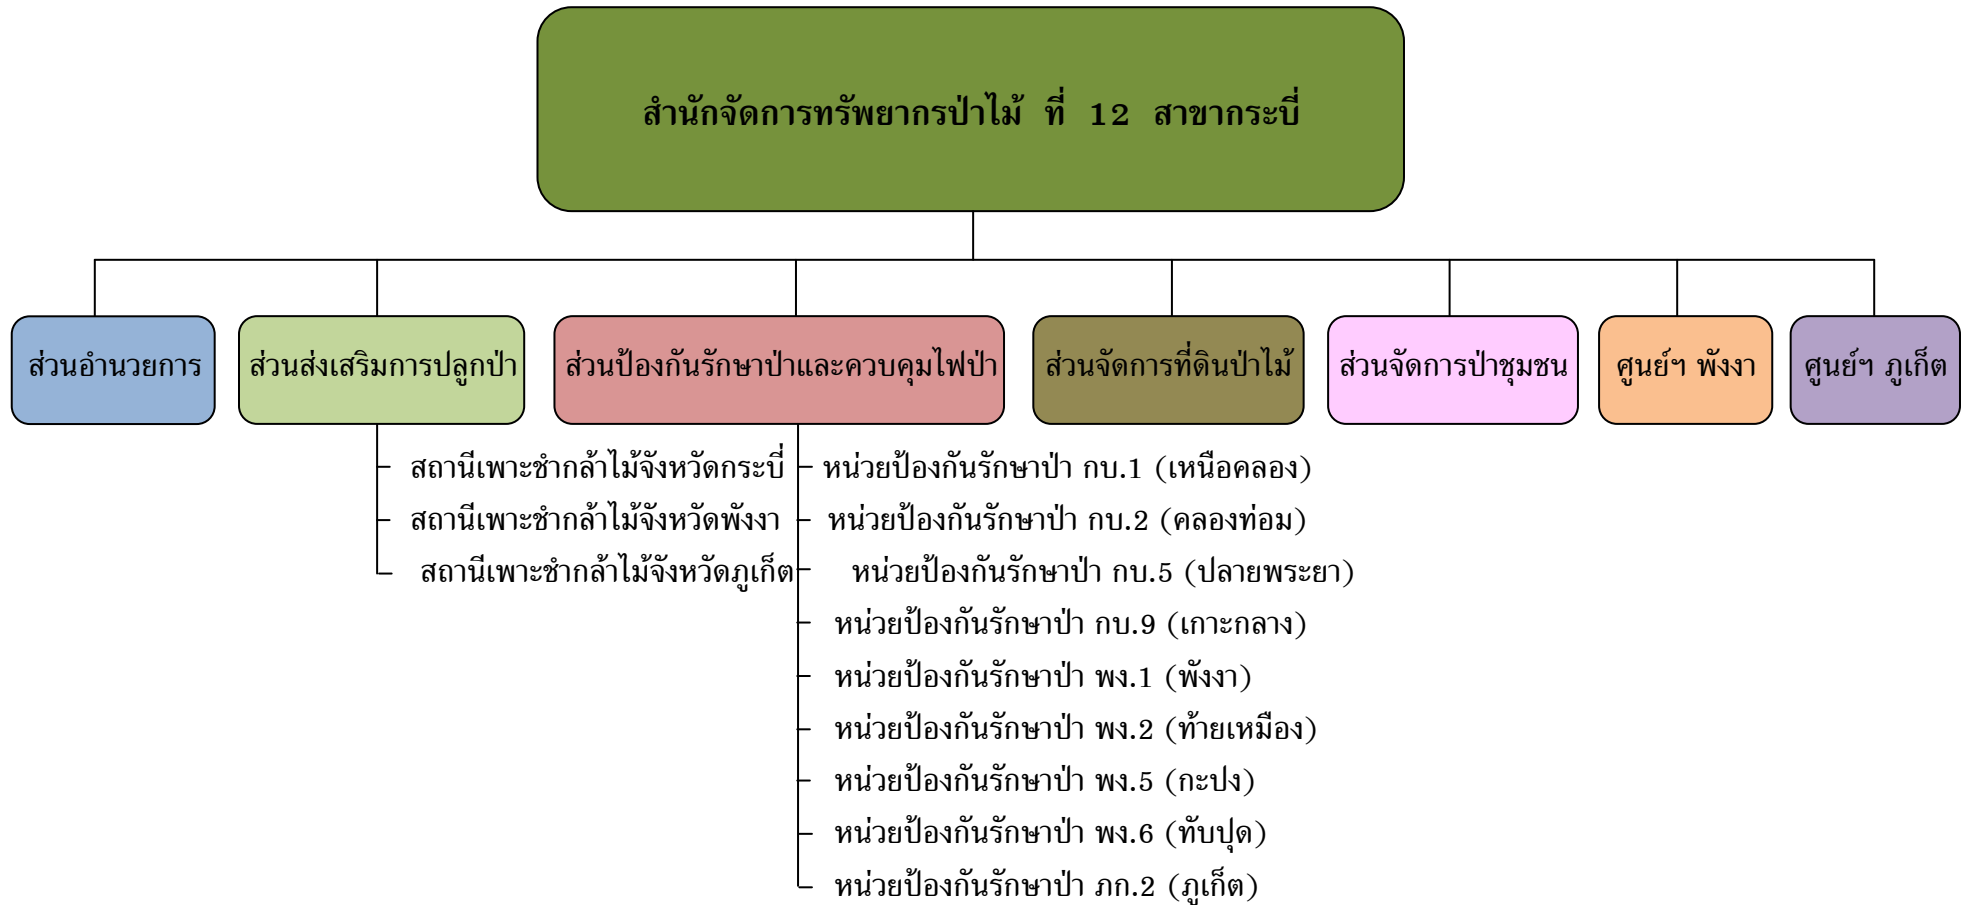 สำนักจัดการทรัพยากรป่าไม้ ที่ 12 สาขากระบี่
ส่วนอำนวยการ
ส่วนส่งเสริมการปลูกป่า
ส่วนป้องกันรักษาป่าและควบคุมไฟป่า
ส่วนจัดการที่ดินป่าไม้
ส่วนจัดการป่าชุมชน
ศูนย์ฯ พังงา
ศูนย์ฯ ภูเก็ต
สถานีเพาะชำกล้าไม้จังหวัดกระบี่
สถานีเพาะชำกล้าไม้จังหวัดพังงา
สถานีเพาะชำกล้าไม้จังหวัดภูเก็ต
หน่วยป้องกันรักษาป่า กบ.1 (เหนือคลอง)
หน่วยป้องกันรักษาป่า กบ.2 (คลองท่อม)
หน่วยป้องกันรักษาป่า กบ.5 (ปลายพระยา)
หน่วยป้องกันรักษาป่า กบ.9 (เกาะกลาง)
หน่วยป้องกันรักษาป่า พง.1 (พังงา)
หน่วยป้องกันรักษาป่า พง.2 (ท้ายเหมือง)
หน่วยป้องกันรักษาป่า พง.5 (กะปง)
หน่วยป้องกันรักษาป่า พง.6 (ทับปุด)
หน่วยป้องกันรักษาป่า ภก.2 (ภูเก็ต)